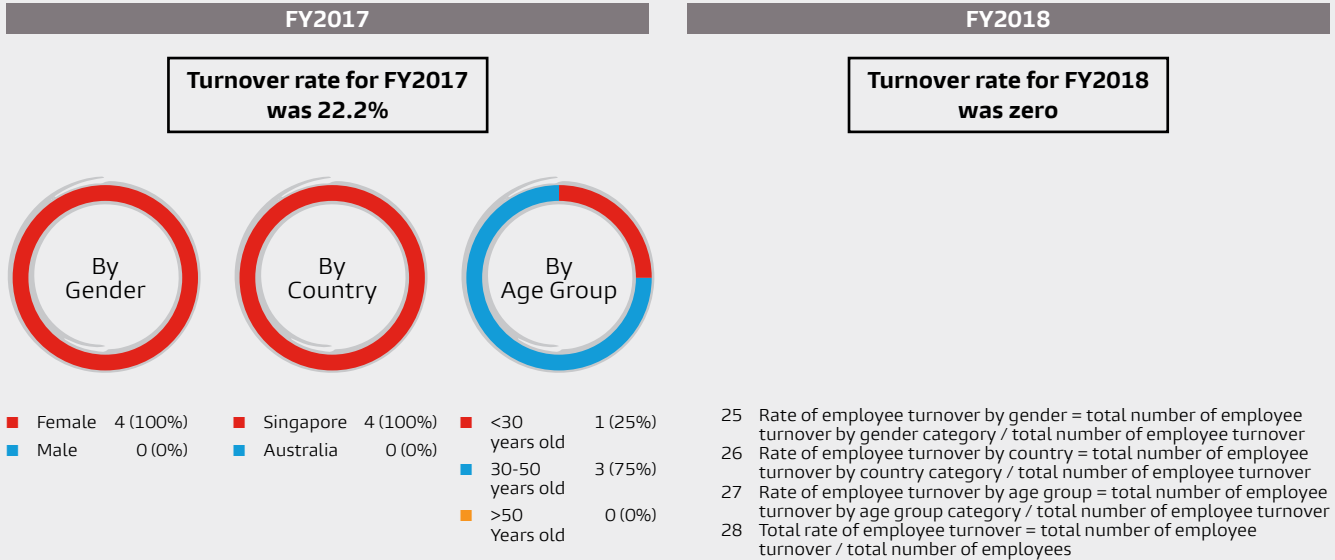 FY2017
Turnover rate for FY2017
was 22.2%
By
Gender
By
Country
By
Age Group
Female 4 (100%)
Male 0 (0%)
Singapore 4 (100%)
Australia 0 (0%)
<30 1 (25%)
years old
30-50 3 (75%)
years old
>50 0 (0%)
Years old
FY2018
Turnover rate for FY2018
was zero
25 Rate of employee turnover by gender = total number of employee
turnover by gender category / total number of employee turnover
26 Rate of employee turnover by country = total number of employee
turnover by country category / total number of employee turnover
27 Rate of employee turnover by age group = total number of employee
turnover by age group category / total number of employee turnover
28 Total rate of employee turnover = total number of employee
turnover / total number of employees